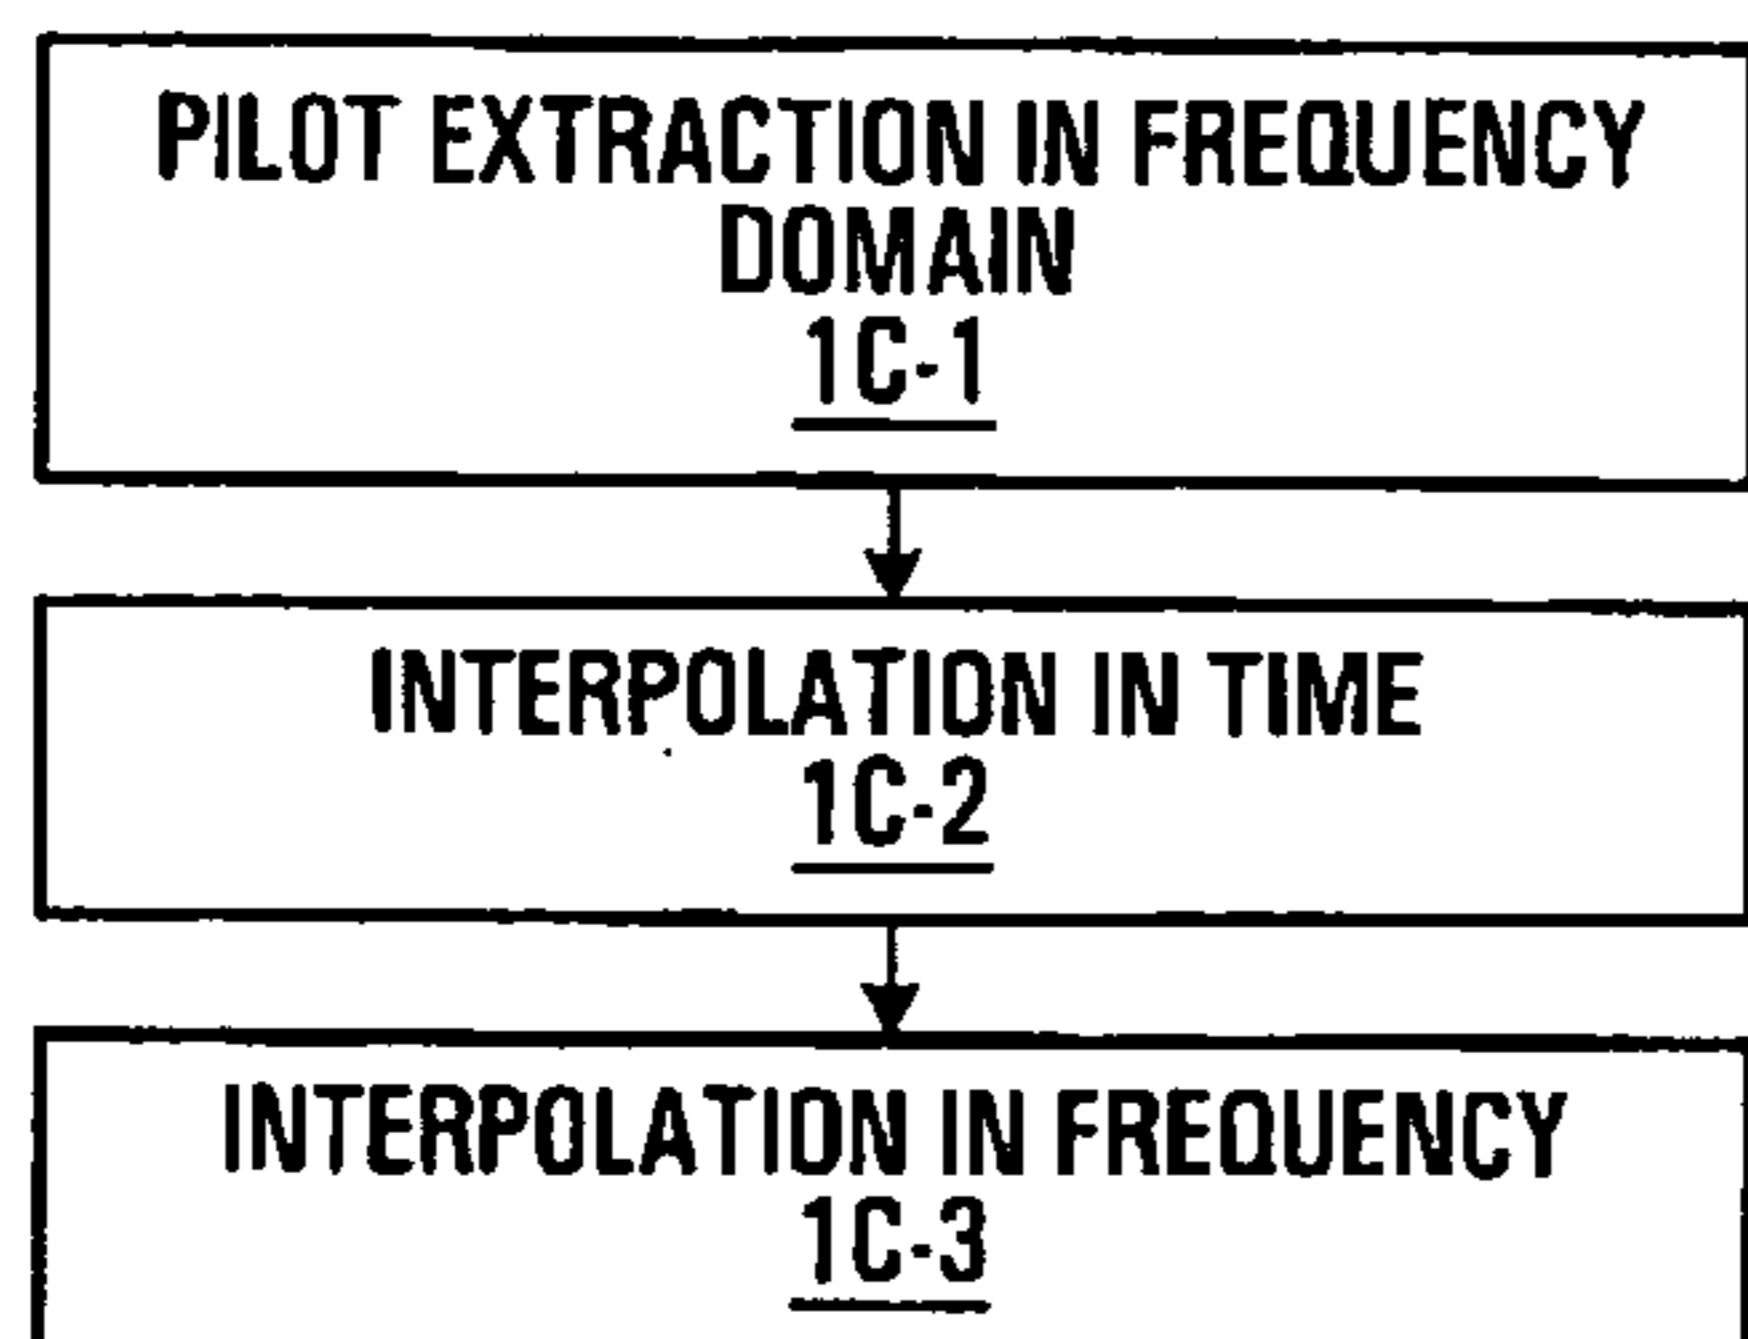 PILOT EXTRACTION IN FREQUENCY
DOMAIN
1C-1
INTERPOLATION IN TIME
1C-2
INTERPOLATION IN FREQUENCY
1C-3